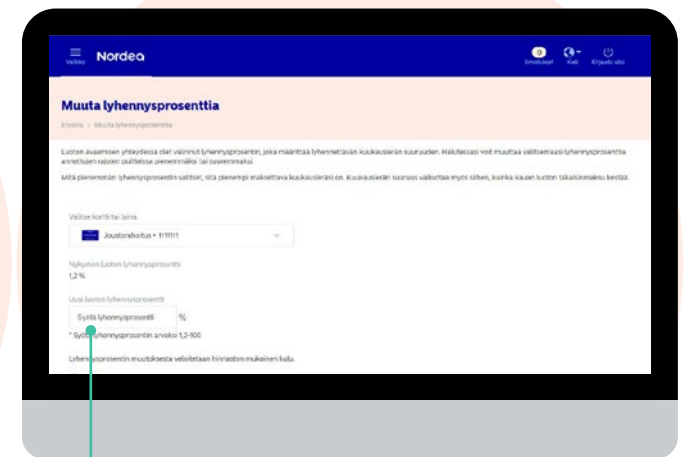 Valikko
Nordea
0
Ilmoitukset
Kieli
Kirjaudu ulos
Muuta lyhennysprosenttia
Etusivu > Muuta lyhennysprosenttia
Luoton avaamisen yhteydessä olet valinnut lyhennysprosentin, joka määrittää lyhennettävän kuukausierän suuruuden. Halutessasi voit muuttaa valitsemaasi lyhennysprosenttia
annettujen rajojen puitteissa pienemmäksi tai suuremmaksi.
Mitä pienemmän lyhennysprosentin valitset, sitä pienempi maksettava kuukausieräsi on. Kuukausierän suuruus vaikuttaa myös siihen, kuinka kauan luoton takaisinmaksu kestää.
Valitse kortti tai laina
Joustorahoitus • 1111111
Nykyinen luoton lyhennysprosentti
1,2 %
Uusi luoton lyhennysprosentti
Syötä lyhennysprosentti %
* Syötä lyhennysprosentin arvoksi 1,2-100
Lyhennysprosentin muutoksesta veloitetaan hinnaston mukainen kulu.